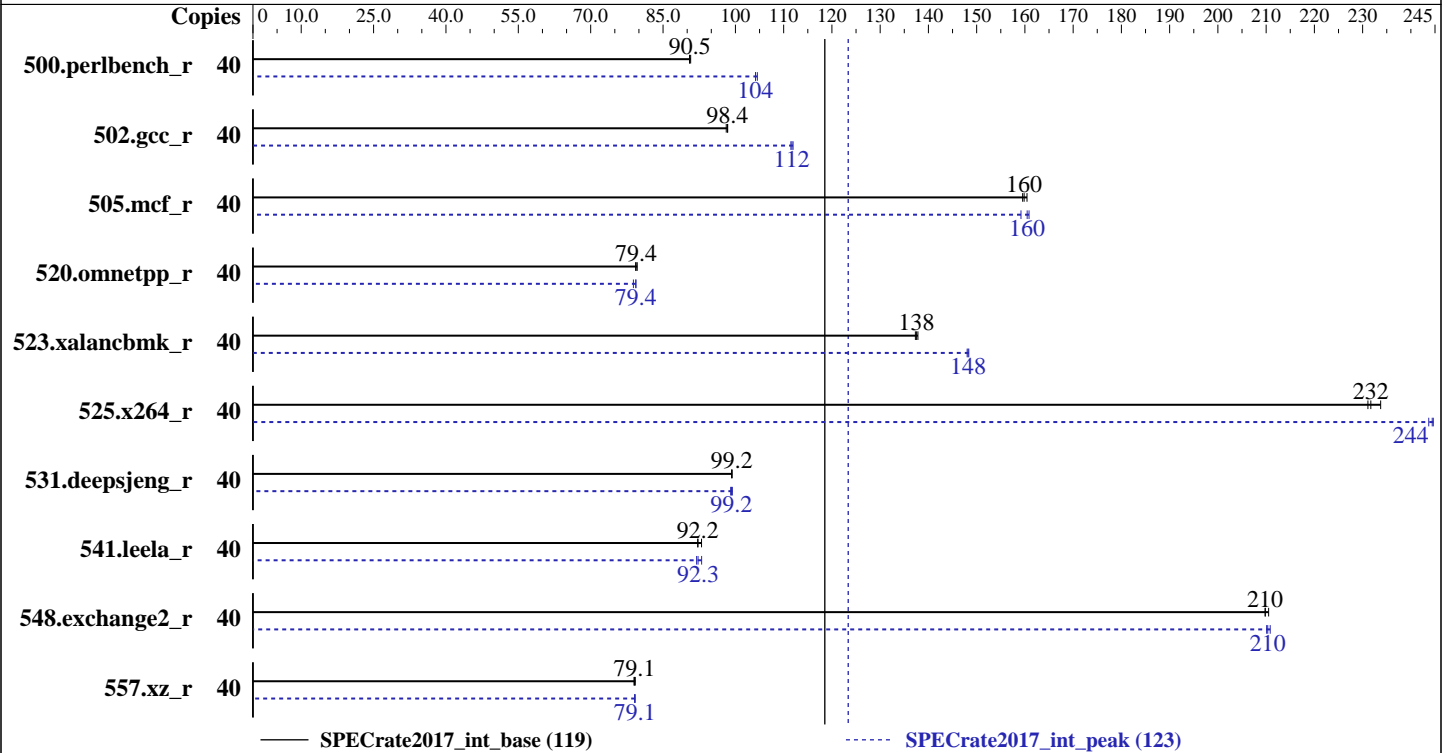 Copies 0 10.0 25.0 40.0 55.0 70.0 85.0 100 120 130 140 160 170 190 200 210 230 245
90.5
500.perlbench_r 40
104
98.4
502.gcc_r 40
112
160
505.mcf_r 40
160
79.4
520.omnetpp_r 40
79.4
138
523.xalancbmk_r 40
148
232
525.x264_r 40
244
99.2
531.deepsjeng_r 40
99.2
92.2
541.leela_r 40
92.3
210
548.exchange2_r 40
210
79.1
557.xz_r 40
79.1
SPECrate2017_int_base (119) SPECrate2017_int_peak (123)